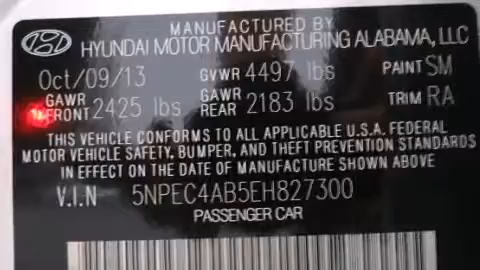 MANUFACTURED BY
HYUNDAI MOTOR MANUFACTURING ALABAMA, LLC
Oct/09/13 GVWR 4497 lbs PAINT SM
GAWR FRONT 2425 lbs GAWR REAR 2183 lbs TRIM RA
THIS VEHICLE CONFORMS TO ALL APPLICABLE U.S.A. FEDERAL
MOTOR VEHICLE SAFETY, BUMPER, AND THEFT PREVENTION STANDARDS
IN EFFECT ON THE DATE OF MANUFACTURE SHOWN ABOVE
V.I.N 5NPEC4AB5EH827300
PASSENGER CAR